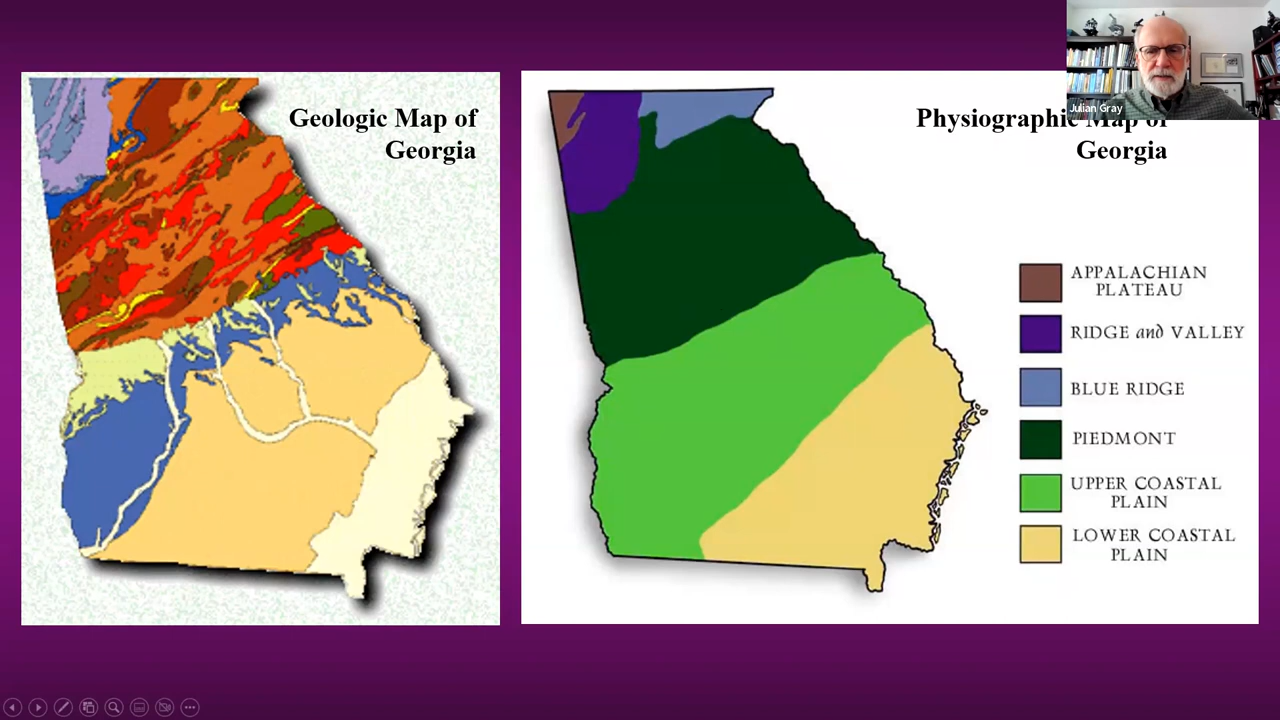 Geologic Map of
Georgia
Physiographic Map of
Georgia
Julian Gray
APPALACHIAN
PLATEAU
RIDGE and VALLEY
BLUE RIDGE
PIEDMONT
UPPER COASTAL
PLAIN
LOWER COASTAL
PLAIN